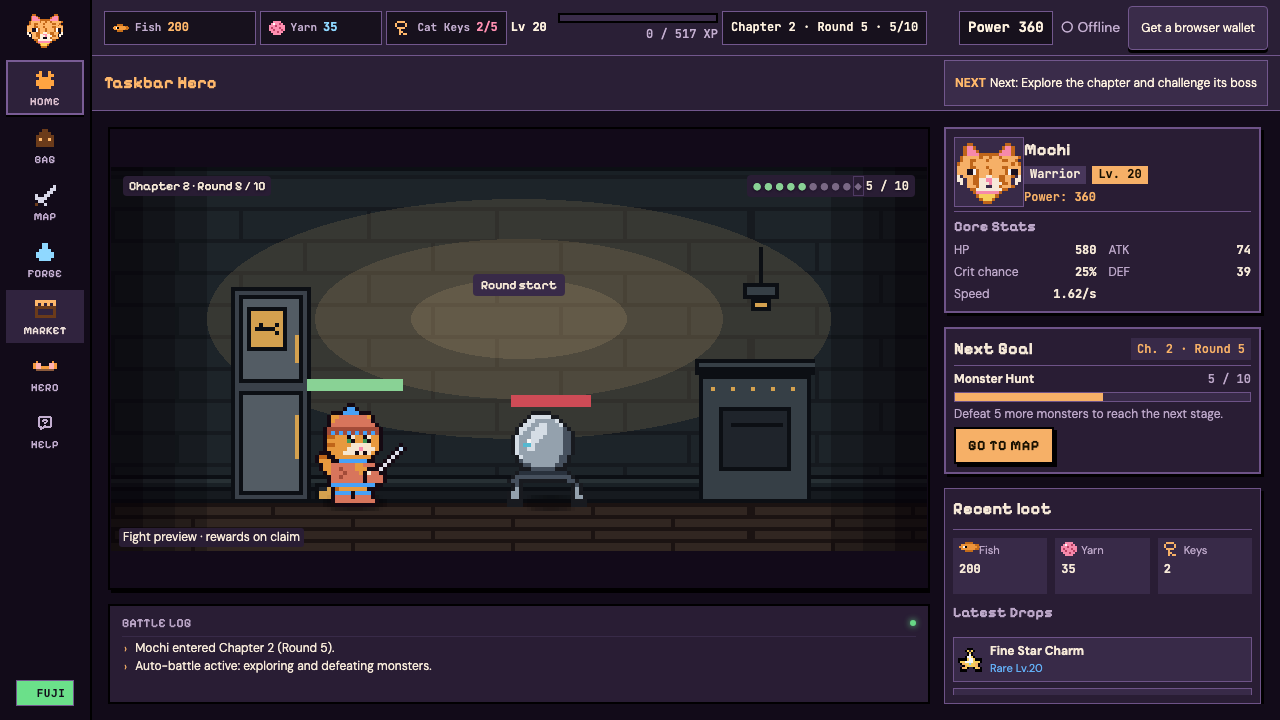 Fish 200
Yarn 35
Cat Keys 2/5
Lv 20
0 / 517 XP
Chapter 2 · Round 5 · 5/10
Power 360
Offline
Get a browser wallet
HOME
BAG
MAP
FORGE
MARKET
HERO
HELP
FUJI
Taskbar Hero
NEXT Next: Explore the chapter and challenge its boss
Chapter 2 · Round 5 / 10
5 / 10
Round start
Fight preview · rewards on claim
BATTLE LOG
› Mochi entered Chapter 2 (Round 5).
› Auto-battle active: exploring and defeating monsters.
Mochi
Warrior Lv. 20
Power: 360
Core Stats
HP 580 ATK 74
Crit chance 25% DEF 39
Speed 1.62/s
Next Goal Ch. 2 · Round 5
Monster Hunt 5 / 10
Defeat 5 more monsters to reach the next stage.
GO TO MAP
Recent loot
Fish Yarn Keys
200 35 2
Latest Drops
Fine Star Charm
Rare Lv.20